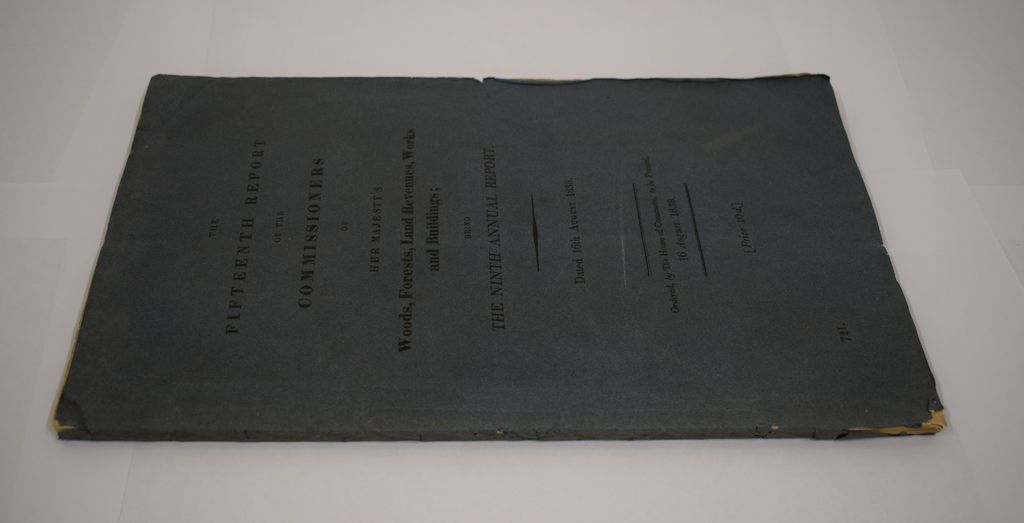 THE
FIFTEENTH REPORT
OF THE
COMMISSIONERS
OF
HER MAJESTY'S
Woods, Forests, Land Revenues, Works
and Buildings;
BEING
THE NINTH ANNUAL REPORT.
Dated 16th August 1838.
Ordered, by The House of Commons, to be Printed,
16 August 1838.
[Price 10d.]
721.